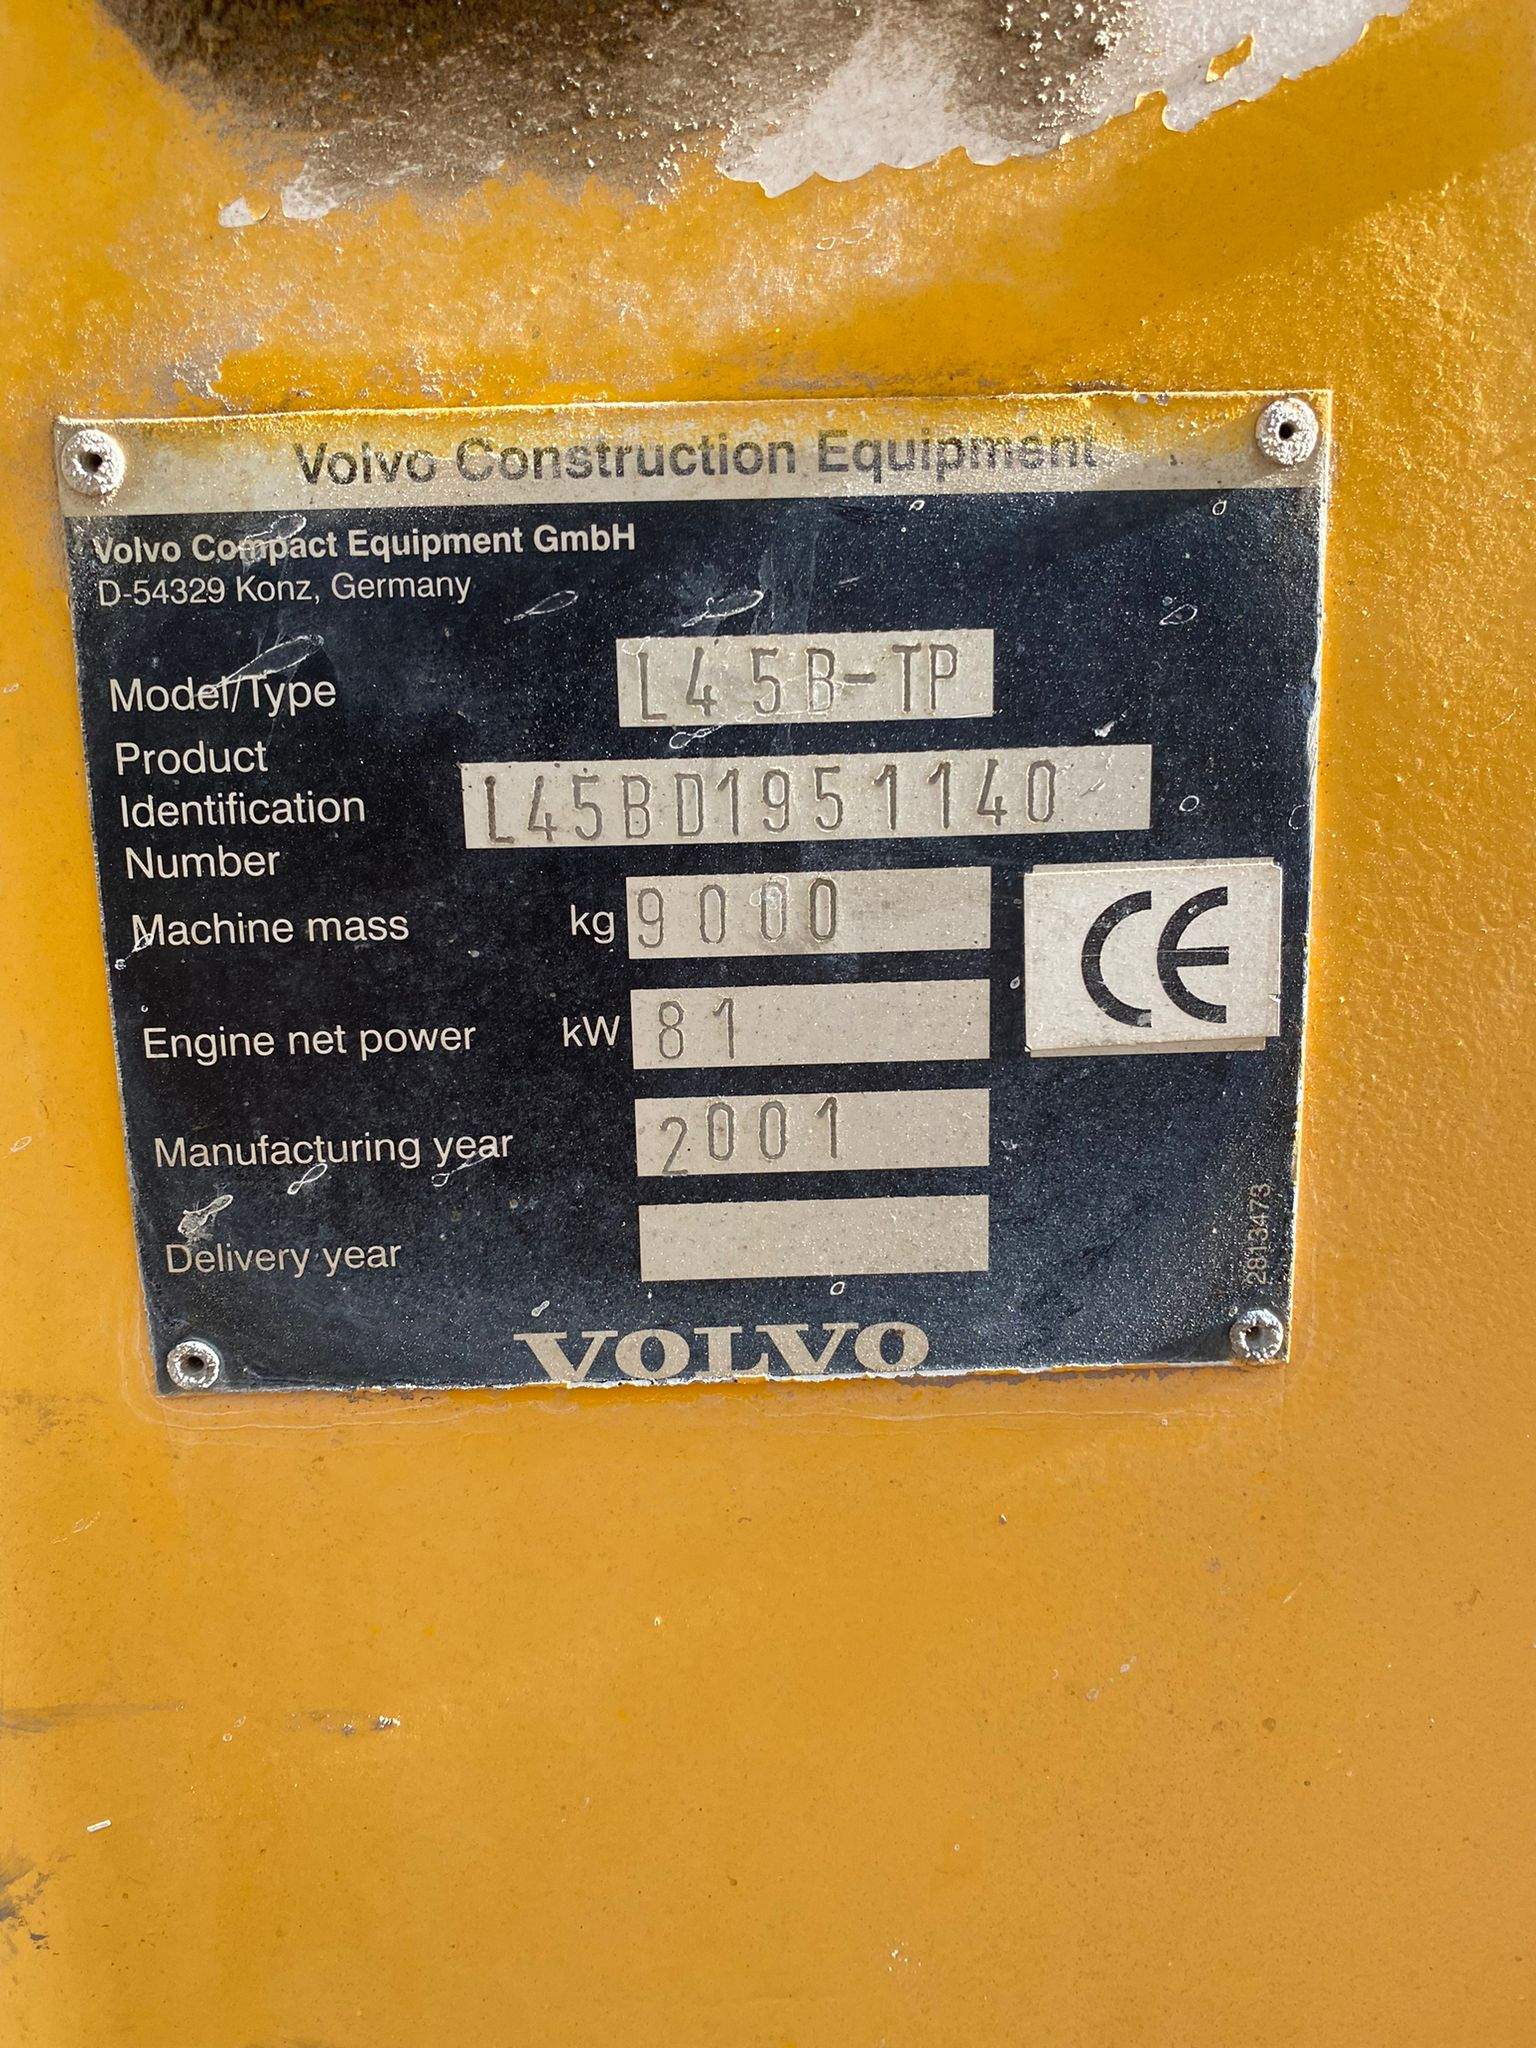 Volvo Construction Equipment
Volvo Compact Equipment GmbH
D-54329 Konz, Germany
Model/Type L45B-TP
Product
Identification L45BD1951140
Number
Machine mass kg 9000
CE
Engine net power kW 81
Manufacturing year 2001
Delivery year
2813473
VOLVO